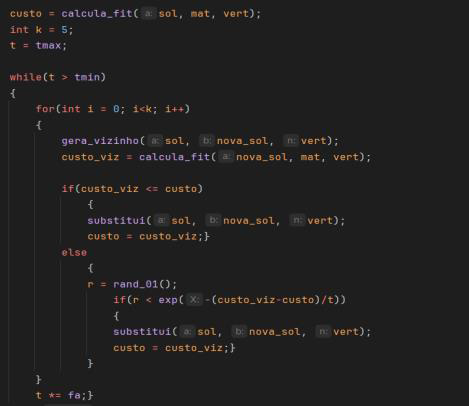 custo = calcula_fit( a: sol, mat, vert);
int k = 5;
t = tmax;
while(t > tmin)
{
for(int i = 0; i<k; i++)
{
gera_vizinho( a: sol, b: nova_sol, n: vert);
custo_viz = calcula_fit( a: nova_sol, mat, vert);
if(custo_viz <= custo)
{
substitui( a: sol, b: nova_sol, n: vert);
custo = custo_viz;}
else
{
r = rand_01();
if(r < exp( X: -(custo_viz-custo)/t))
{
substitui( a: sol, b: nova_sol, n: vert);
custo = custo_viz;}
}
}
t *= fa;}